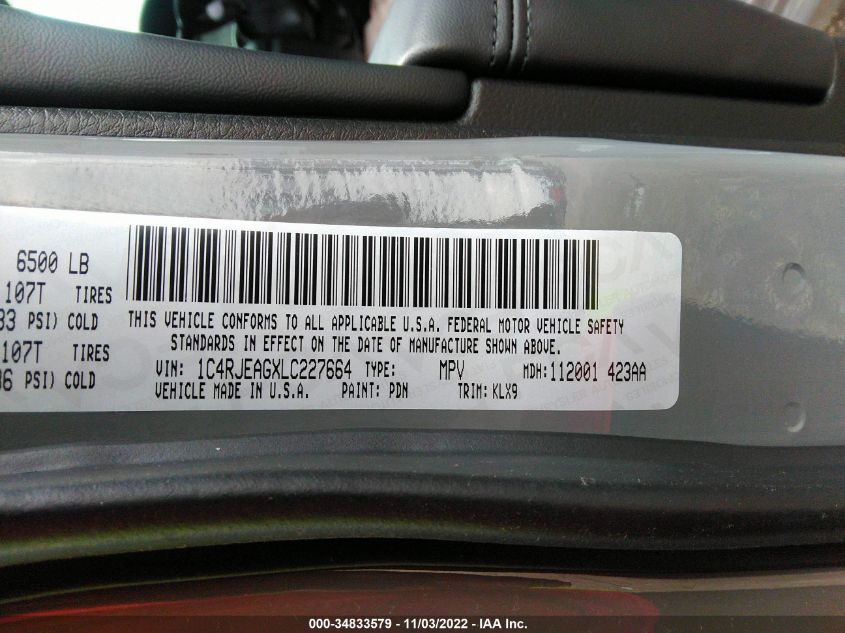 6500 LB
107T TIRES
33 PSI) COLD
107T TIRES
36 PSI) COLD
THIS VEHICLE CONFORMS TO ALL APPLICABLE U.S.A. FEDERAL MOTOR VEHICLE SAFETY
STANDARDS IN EFFECT ON THE DATE OF MANUFACTURE SHOWN ABOVE.
VIN: 1C4RJEAGXLC227664 TYPE: MPV MDH: 112001 423AA
VEHICLE MADE IN U.S.A. PAINT: PDN TRIM: KLX9
000-34833579 - 11/03/2022 - IAA Inc.